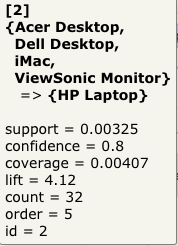 [2]
{Acer Desktop,
Dell Desktop,
iMac,
ViewSonic Monitor}
=> {HP Laptop}
support = 0.00325
confidence = 0.8
coverage = 0.00407
lift = 4.12
count = 32
order = 5
id = 2